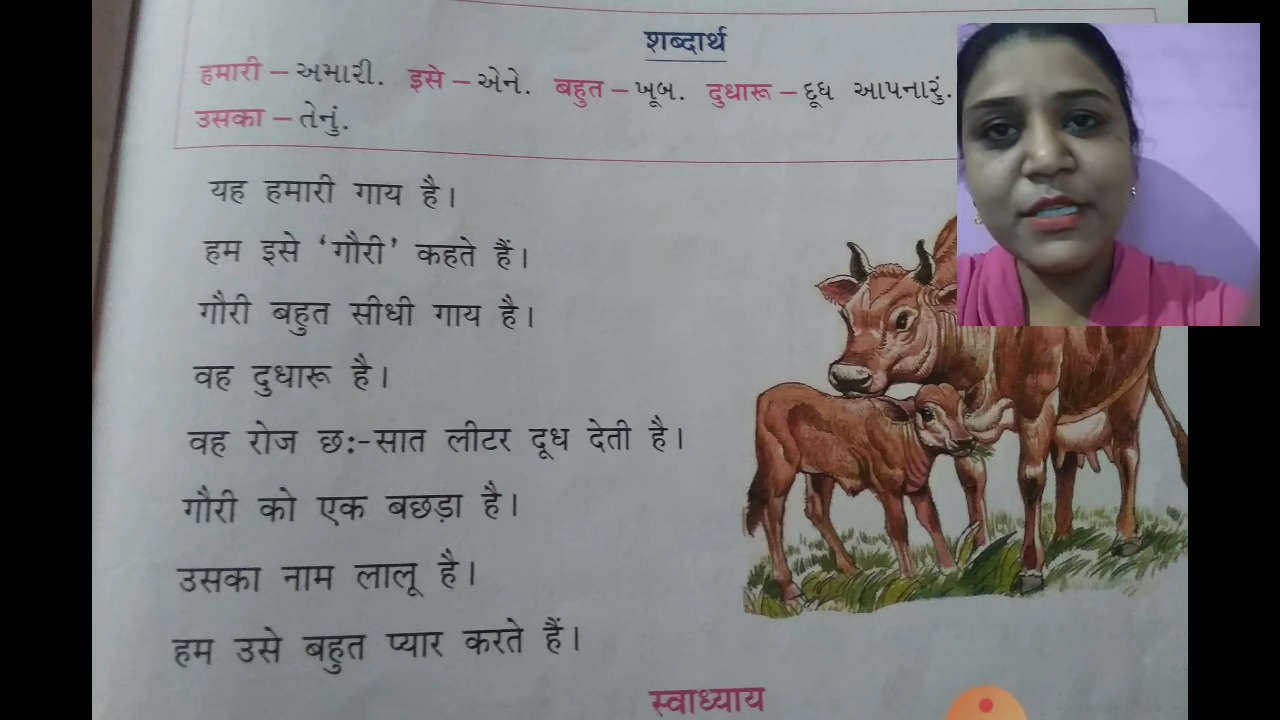 शब्दार्थ
हमारी – અમારી. इसे – એને. बहुत – ખૂબ. दुधारू – દૂધ આપનારું.
उसका – તેનું.
यह हमारी गाय है।
हम इसे ‘गौरी’ कहते हैं।
गौरी बहुत सीधी गाय है।
वह दुधारू है।
वह रोज छः-सात लीटर दूध देती है।
गौरी को एक बछड़ा है।
उसका नाम लालू है।
हम उसे बहुत प्यार करते हैं।
स्वाध्याय